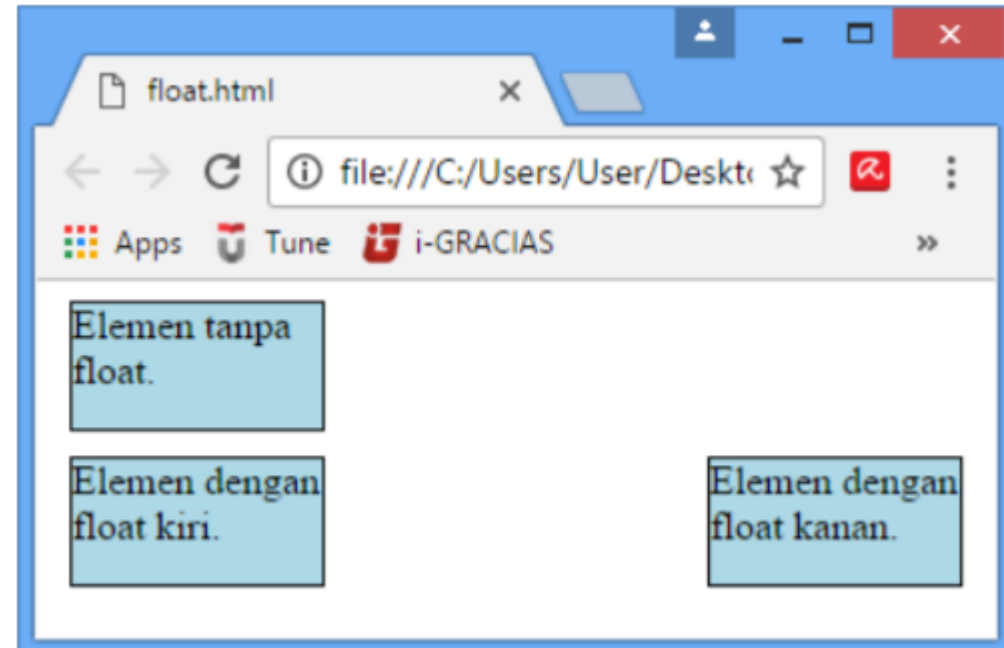 float.html
file:///C:/Users/User/Deskt
Apps Tune i-GRACIAS
Elemen tanpa
float.
Elemen dengan
float kiri.
Elemen dengan
float kanan.